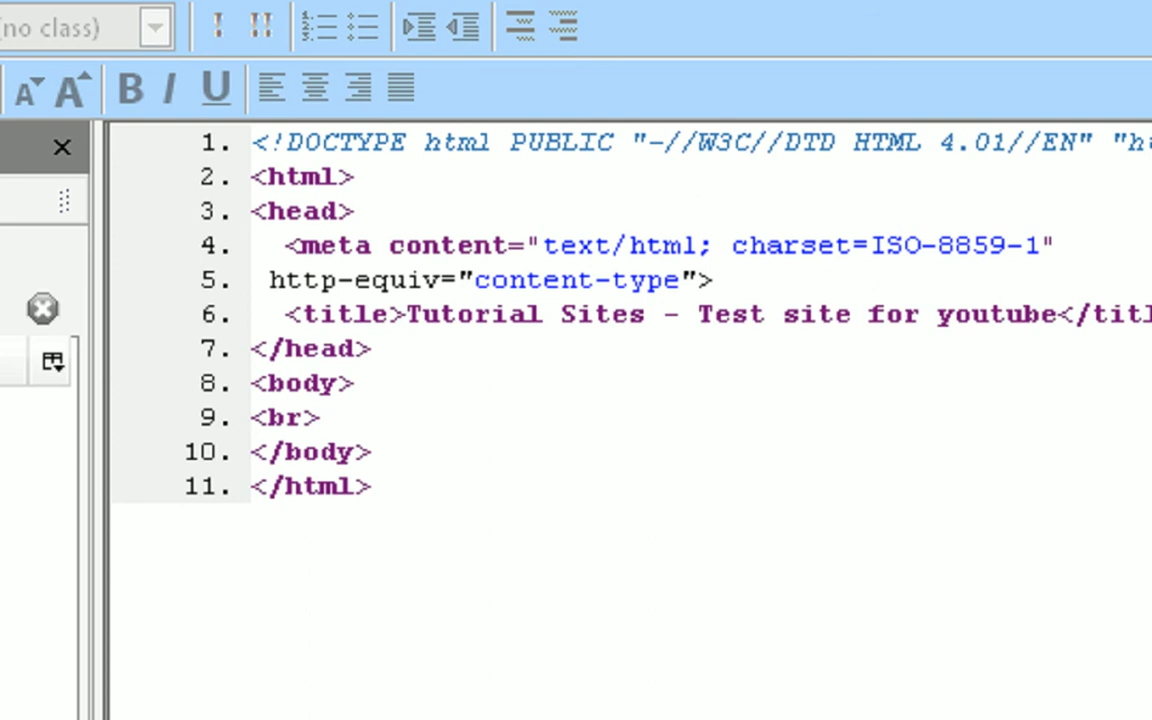 (no class)
B I U
1. <!DOCTYPE html PUBLIC "-//W3C//DTD HTML 4.01//EN"
2. <html>
3. <head>
4. <meta content="text/html; charset=ISO-8859-1"
5. http-equiv="content-type">
6. <title>Tutorial Sites - Test site for youtube</titl
7. </head>
8. <body>
9. <br>
10. </body>
11. </html>